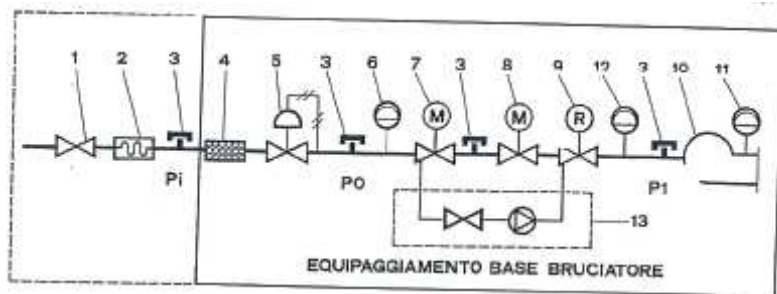 1 2 3 4 5 3 6 7 3 8 9 12 3 10 11
M M R
Pi PO P1
13
EQUIPAGGIAMENTO BASE BRUCIATORE